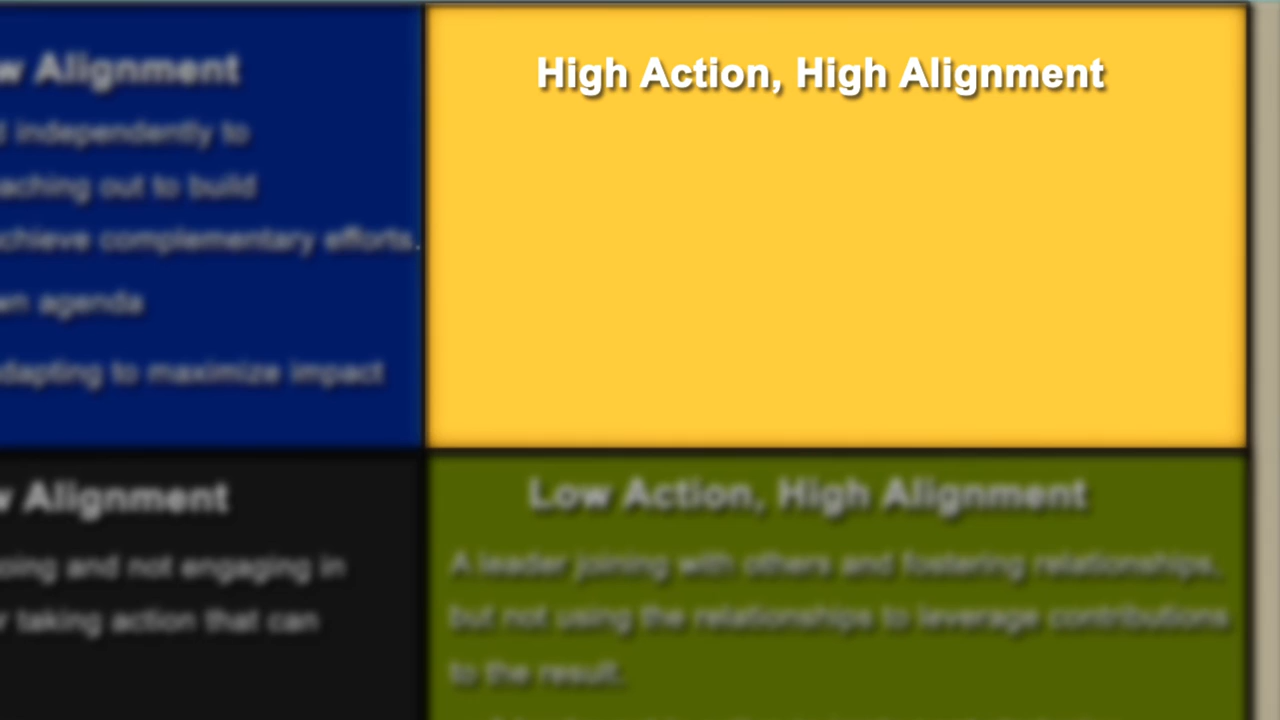 w Alignment
High Action, High Alignment
independently to
aching out to build
chieve complementary efforts.
wn agenda
dapting to maximize impact
w Alignment
Low Action, High Alignment
oing and not engaging in
r taking action that can
A leader joining with others and fostering relationships,
but not using the relationships to leverage contributions
to the result.